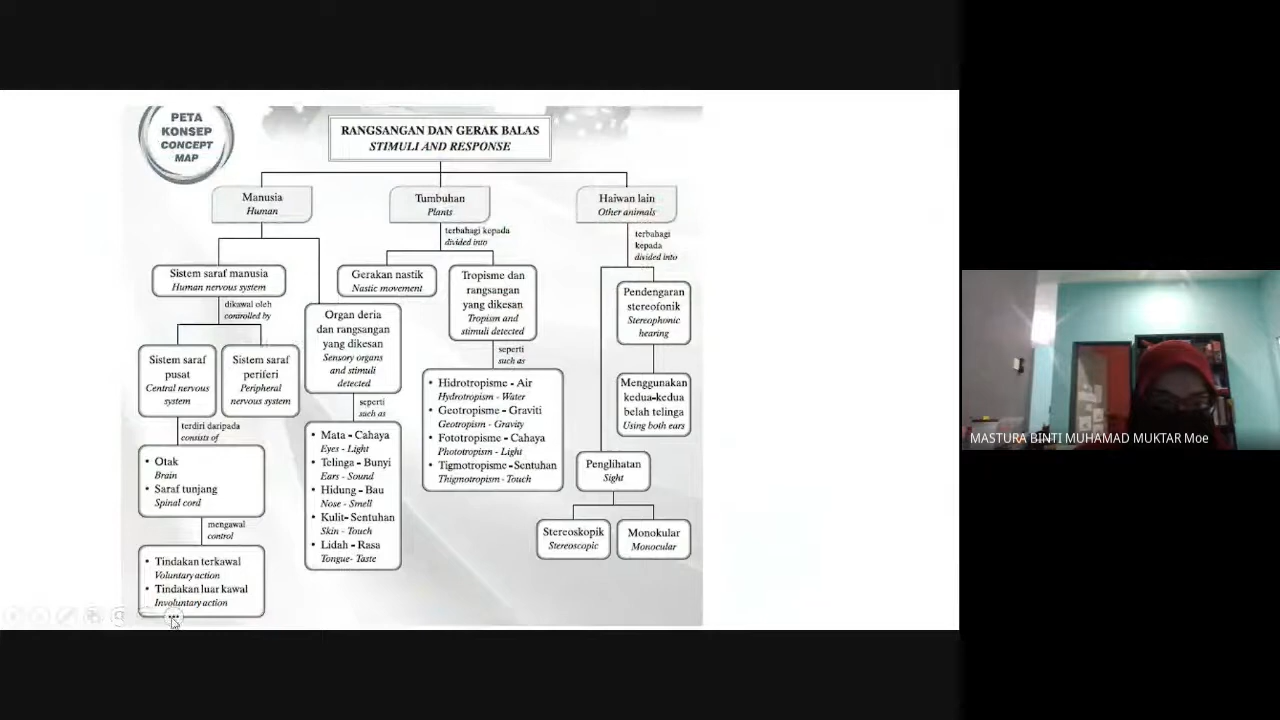 PETA
KONSEP
CONCEPT
MAP
RANGSANGAN DAN GERAK BALAS
STIMULI AND RESPONSE
Manusia
Human
Tumbuhan
Plants
Haiwan lain
Other animals
terbahagi kepada
divided into
terbahagi
kepada
divided into
Sistem saraf manusia
Human nervous system
dikawal oleh
controlled by
Sistem saraf
pusat
Central nervous
system
Sistem saraf
periferi
Peripheral
nervous system
terdiri daripada
consists of
• Otak
Brain
• Saraf tunjang
Spinal cord
mengawal
control
• Tindakan terkawal
Voluntary action
• Tindakan luar kawal
Involuntary action
Organ deria
dan rangsangan
yang dikesan
Sensory organs
and stimuli
detected
seperti
such as
• Mata - Cahaya
Eyes - Light
• Telinga - Bunyi
Ears - Sound
• Hidung - Bau
Nose - Smell
• Kulit- Sentuhan
Skin - Touch
• Lidah - Rasa
Tongue- Taste
Gerakan nastik
Nastic movement
Tropisme dan
rangsangan
yang dikesan
Tropism and
stimuli detected
seperti
such as
• Hidrotropisme - Air
Hydrotropism - Water
• Geotropisme - Graviti
Geotropism - Gravity
• Fototropisme - Cahaya
Phototropism - Light
• Tigmotropisme - Sentuhan
Thigmotropism - Touch
Pendengaran
stereofonik
Stereophonic
hearing
Menggunakan
kedua-kedua
belah telinga
Using both ears
Penglihatan
Sight
Stereoskopik
Stereoscopic
Monokular
Monocular
MASTURA BINTI MUHAMAD MUKTAR Moe